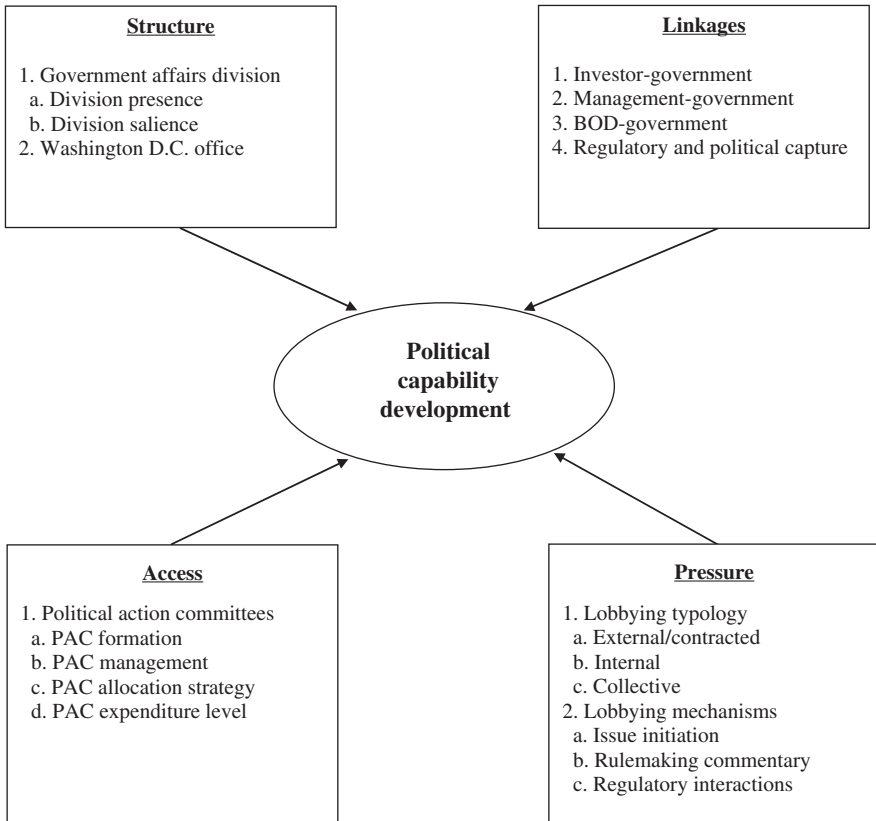 Structure
1. Government affairs division
a. Division presence
b. Division salience
2. Washington D.C. office
Linkages
1. Investor-government
2. Management-government
3. BOD-government
4. Regulatory and political capture
Political
capability
development
Access
1. Political action committees
a. PAC formation
b. PAC management
c. PAC allocation strategy
d. PAC expenditure level
Pressure
1. Lobbying typology
a. External/contracted
b. Internal
c. Collective
2. Lobbying mechanisms
a. Issue initiation
b. Rulemaking commentary
c. Regulatory interactions